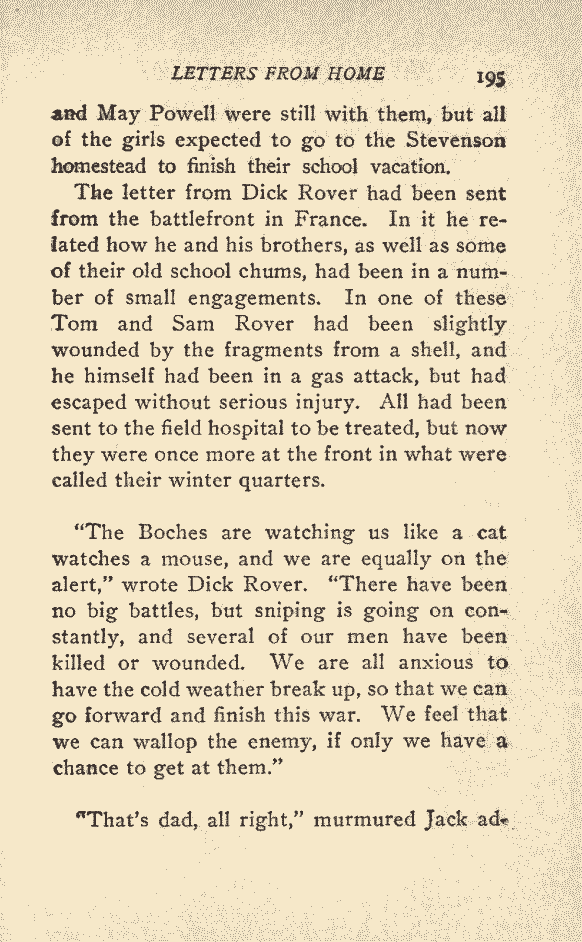 LETTERS FROM HOME 195
and May Powell were still with them, but all
of the girls expected to go to the Stevenson
homestead to finish their school vacation.
The letter from Dick Rover had been sent
from the battlefront in France. In it he re-
lated how he and his brothers, as well as some
of their old school chums, had been in a num-
ber of small engagements. In one of these
Tom and Sam Rover had been slightly
wounded by the fragments from a shell, and
he himself had been in a gas attack, but had
escaped without serious injury. All had been
sent to the field hospital to be treated, but now
they were once more at the front in what were
called their winter quarters.
“The Boches are watching us like a cat
watches a mouse, and we are equally on the
alert,” wrote Dick Rover. “There have been
no big battles, but sniping is going on con-
stantly, and several of our men have been
killed or wounded. We are all anxious to
have the cold weather break up, so that we can
go forward and finish this war. We feel that
we can wallop the enemy, if only we have a
chance to get at them.”
“That's dad, all right,” murmured Jack ad-